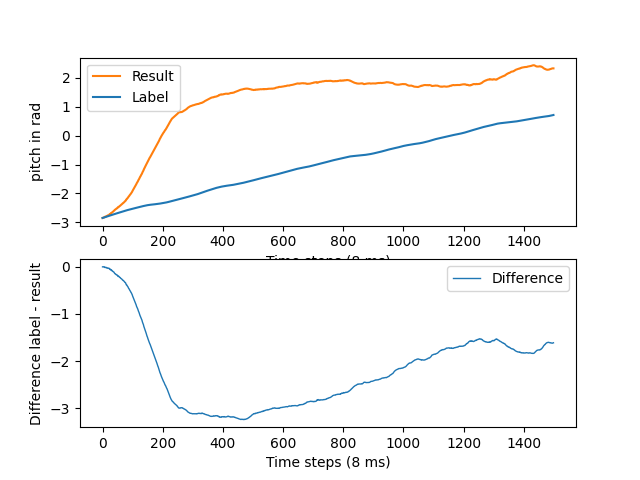 Result
Label
pitch in rad
2
1
0
−1
−2
−3
0 200 400 600 800 1000 1200 1400
Time steps (8 ms)
Difference
Difference label - result
0
−1
−2
−3
0 200 400 600 800 1000 1200 1400
Time steps (8 ms)